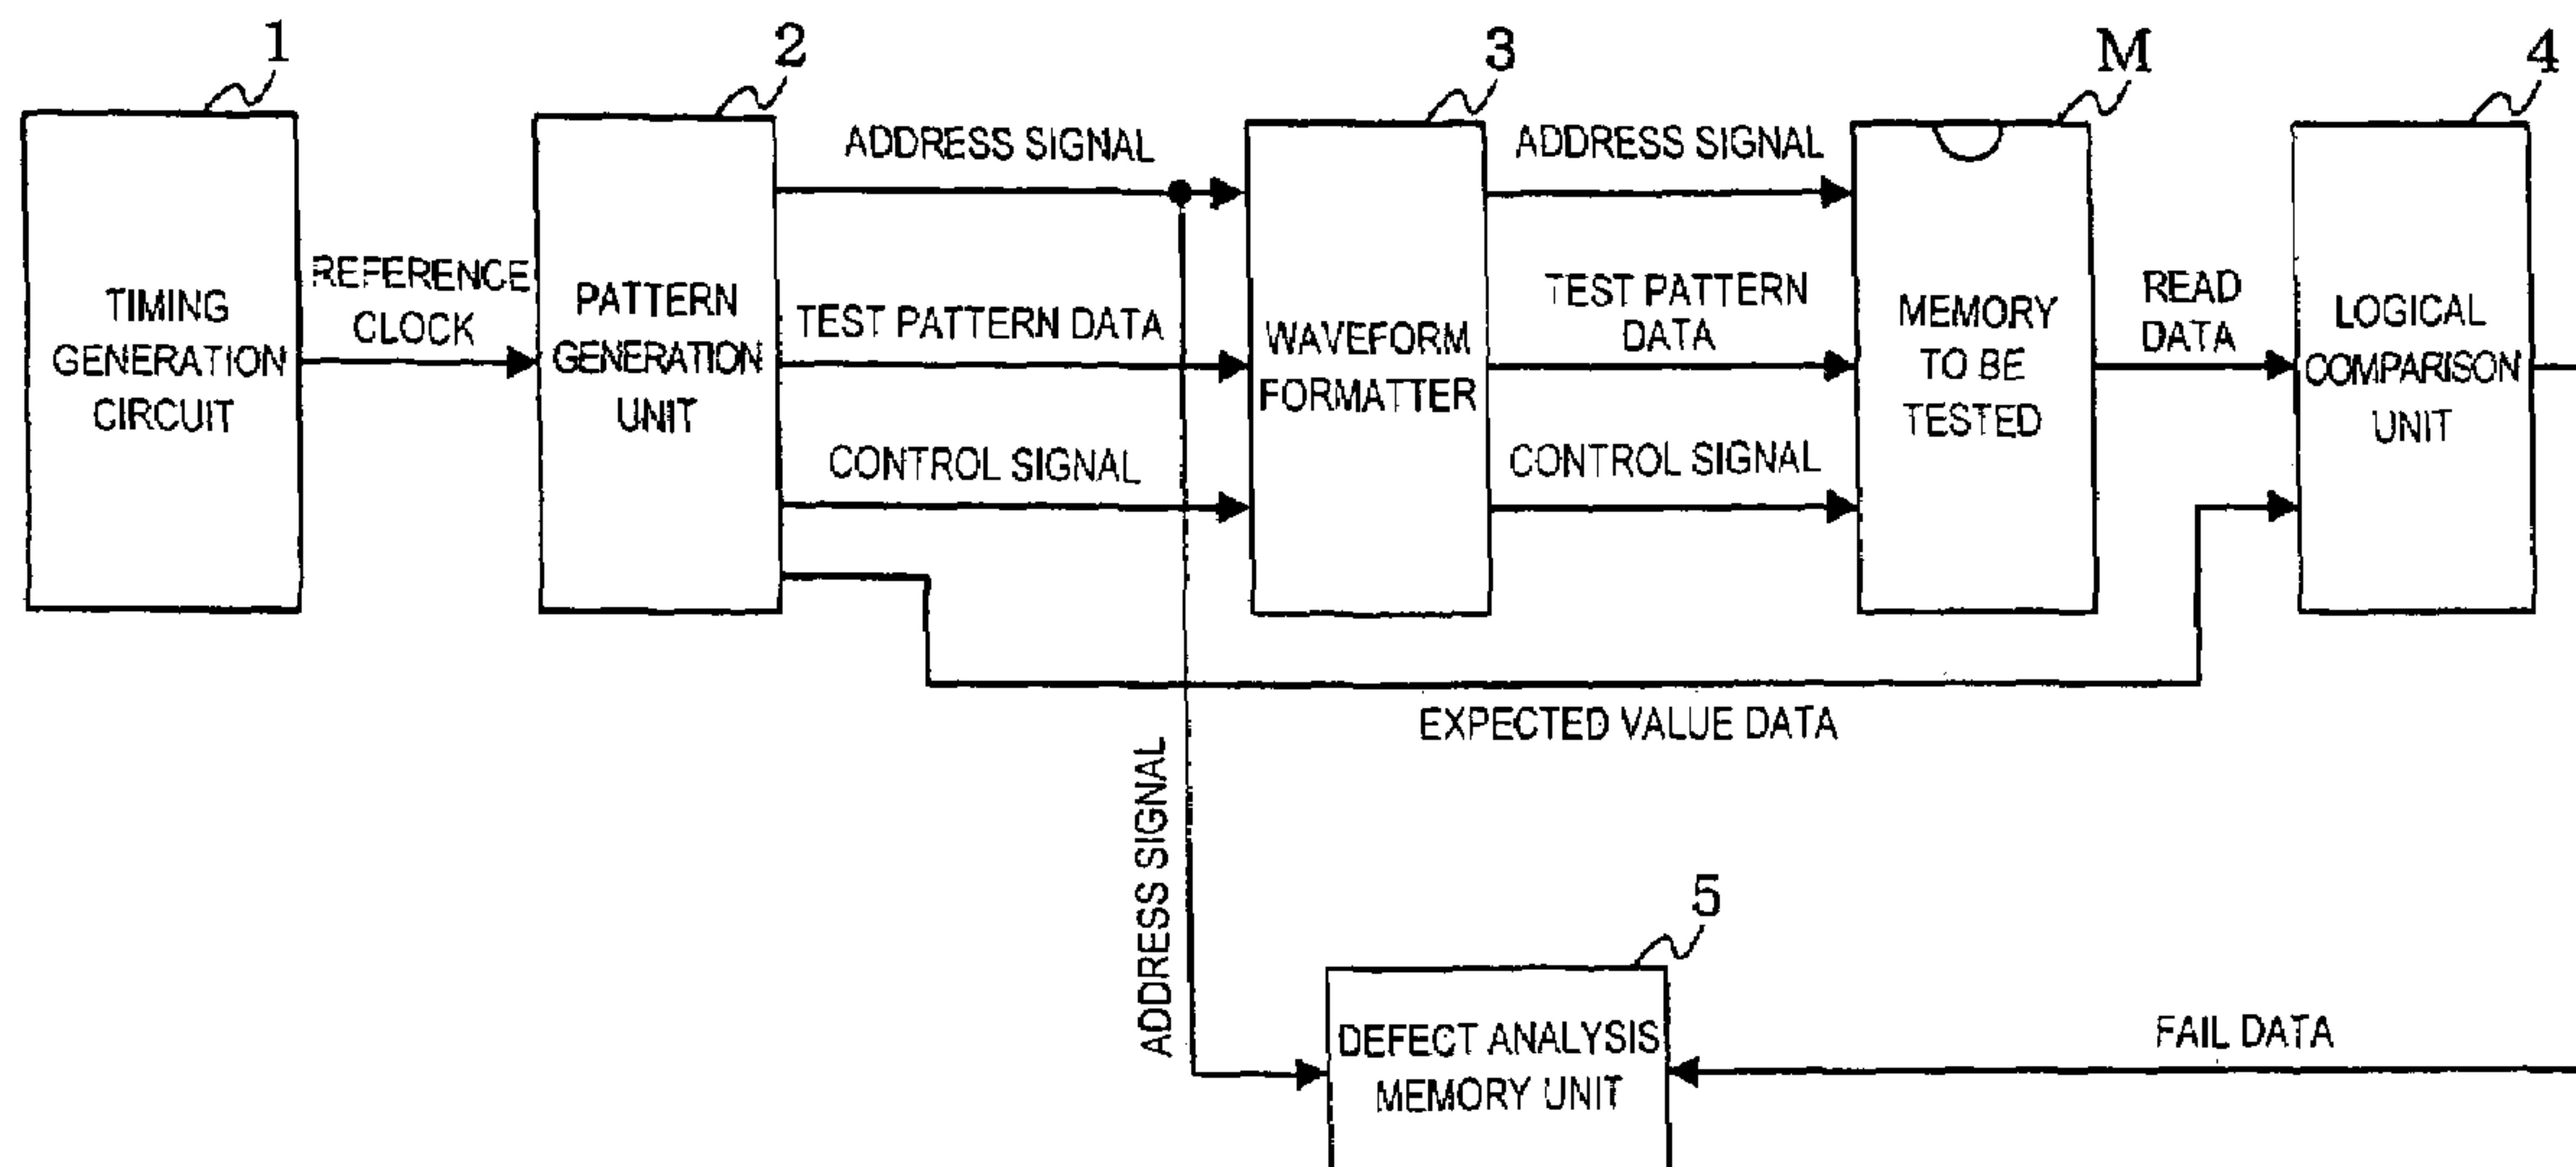 1
2
3
M
4
ADDRESS SIGNAL
ADDRESS SIGNAL
REFERENCE
CLOCK
TIMING
GENERATION
CIRCUIT
PATTERN
GENERATION
UNIT
TEST PATTERN DATA
WAVEFORM
FORMATTER
TEST PATTERN
DATA
MEMORY
TO BE
TESTED
READ
DATA
LOGICAL
COMPARISON
UNIT
CONTROL SIGNAL
CONTROL SIGNAL
EXPECTED VALUE DATA
ADDRESS SIGNAL
5
DEFECT ANALYSIS
MEMORY UNIT
FAIL DATA